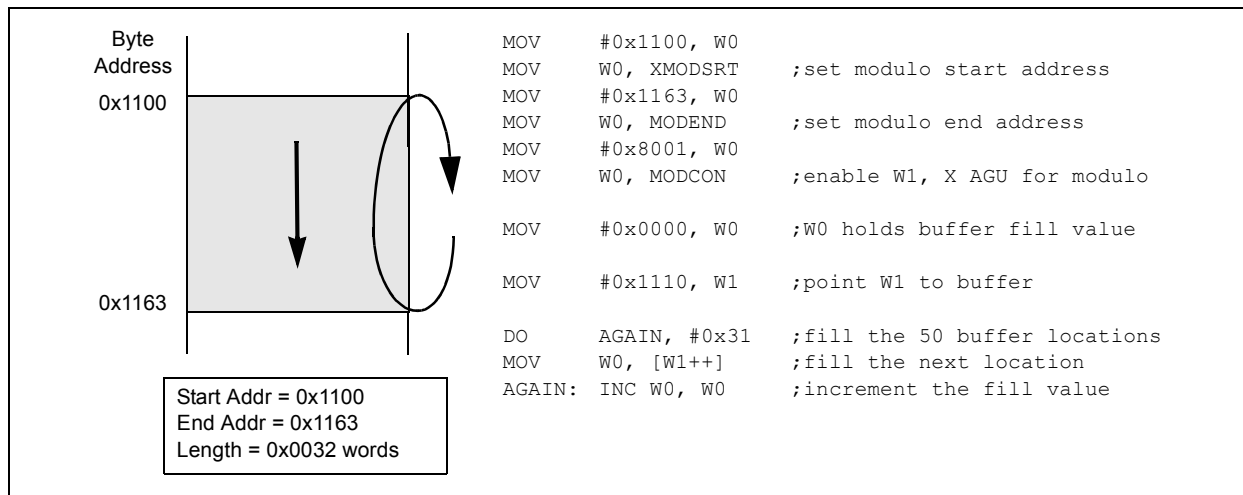 Byte
Address
0x1100
0x1163
Start Addr = 0x1100
End Addr = 0x1163
Length = 0x0032 words
MOV #0x1100, W0
MOV W0, XMODSRT ;set modulo start address
MOV #0x1163, W0
MOV W0, MODEND ;set modulo end address
MOV #0x8001, W0
MOV W0, MODCON ;enable W1, X AGU for modulo
MOV #0x0000, W0 ;W0 holds buffer fill value
MOV #0x1110, W1 ;point W1 to buffer
DO AGAIN, #0x31 ;fill the 50 buffer locations
MOV W0, [W1++] ;fill the next location
AGAIN: INC W0, W0 ;increment the fill value